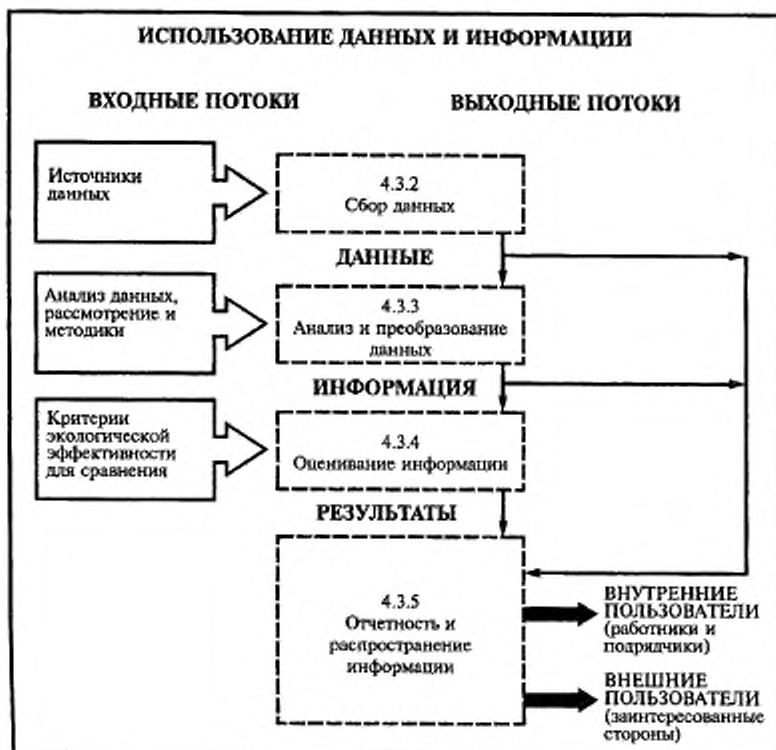 ИСПОЛЬЗОВАНИЕ ДАННЫХ И ИНФОРМАЦИИ
ВХОДНЫЕ ПОТОКИ
ВЫХОДНЫЕ ПОТОКИ
Источники
данных
4.3.2
Сбор данных
ДАННЫЕ
Анализ данных,
рассмотрение и
методики
4.3.3
Анализ и преобразование
данных
ИНФОРМАЦИЯ
Критерии
экологической
эффективности
для сравнения
4.3.4
Оценивание информации
РЕЗУЛЬТАТЫ
4.3.5
Отчетность и
распространение
информации
ВНУТРЕННИЕ
ПОЛЬЗОВАТЕЛИ
(работники и
подрядчики)
ВНЕШНИЕ
ПОЛЬЗОВАТЕЛИ
(заинтересованные
стороны)